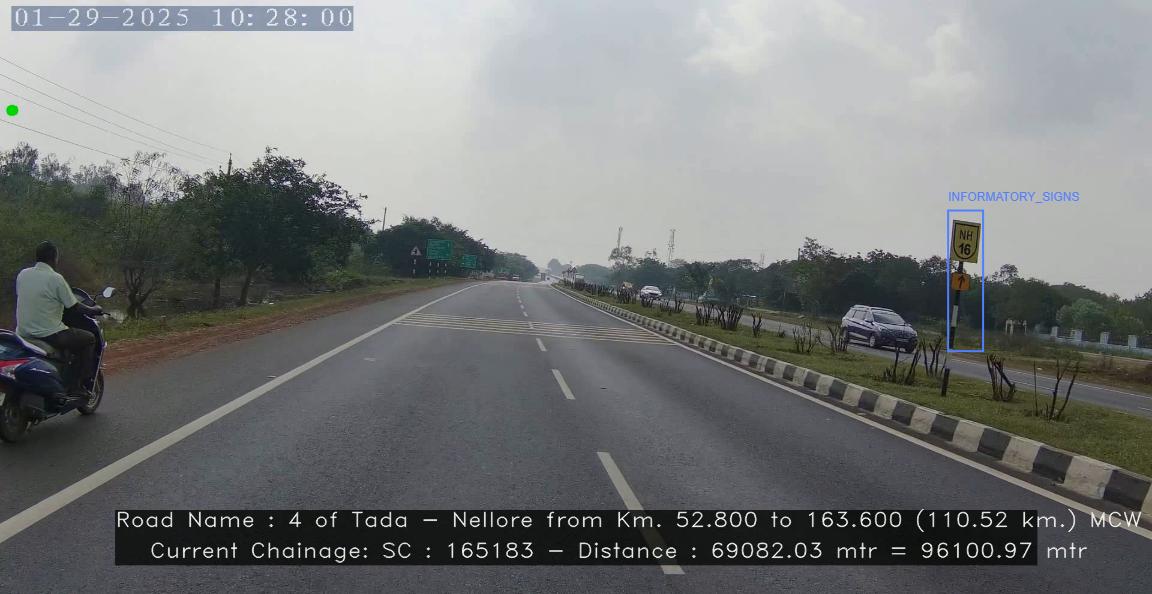 01-29-2025 10:28:00
INFORMATORY_SIGNS
NH
16
Road Name : 4 of Tada - Nellore from Km. 52.800 to 163.600 (110.52 km.) MCW
Current Chainage: SC : 165183 - Distance : 69082.03 mtr = 96100.97 mtr